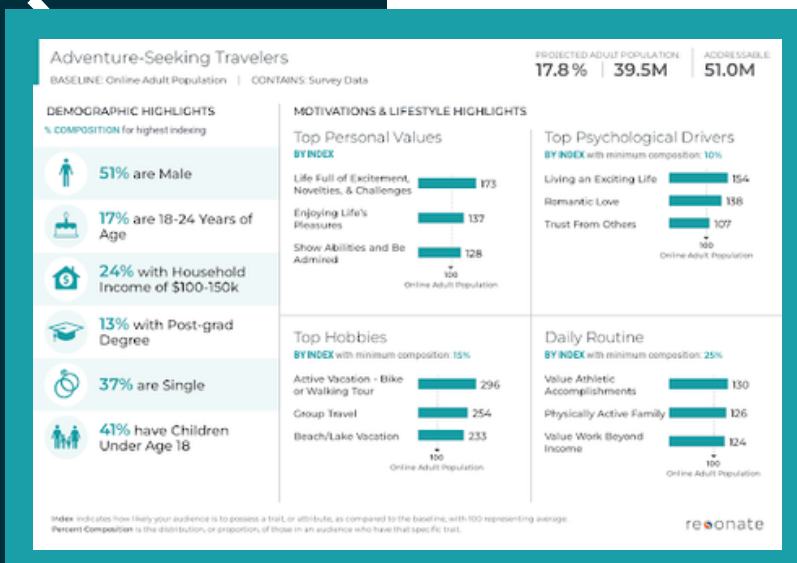 Adventure-Seeking Travelers
BASELINE: Online Adult Population | CONTAINS: Survey Data
PROJECTED ADULT POPULATION
17.8% | 39.5M
ADDRESSABLE
51.0M
DEMOGRAPHIC HIGHLIGHTS
% COMPOSITION for highest indexing
51% are Male
17% are 18-24 Years of
Age
24% with Household
Income of $100-150k
13% with Post-grad
Degree
37% are Single
41% have Children
Under Age 18
MOTIVATIONS & LIFESTYLE HIGHLIGHTS
Top Personal Values
BY INDEX
Life Full of Excitement,
Novelties, & Challenges
173
Enjoying Life's
Pleasures
137
Show Abilities and Be
Admired
128
100
Online Adult Population
Top Psychological Drivers
BY INDEX with minimum composition: 10%
Living an Exciting Life
154
Romantic Love
138
Trust From Others
107
100
Online Adult Population
Top Hobbies
BY INDEX with minimum composition: 15%
Active Vacation - Bike
or Walking Tour
296
Group Travel
254
Beach/Lake Vacation
233
100
Online Adult Population
Daily Routine
BY INDEX with minimum composition: 25%
Value Athletic
Accomplishments
130
Physically Active Family
126
Value Work Beyond
Income
124
100
Online Adult Population
Index indicates how likely your audience is to possess a trait, or attribute, as compared to the baseline, with 100 representing average.
Percent Composition is the distribution, or proportion, of those in an audience who have that specific trait.
resonate